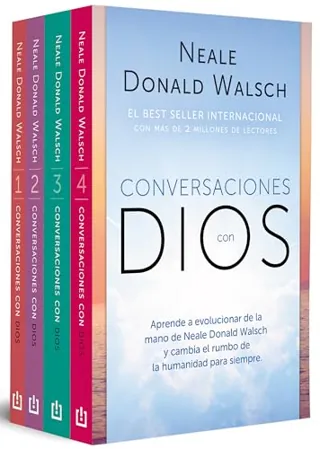 NEALE DONALD WALSCH 1 CONVERSACIONES CON DIOS
NEALE DONALD WALSCH 2 CONVERSACIONES CON DIOS
NEALE DONALD WALSCH 3 CONVERSACIONES CON DIOS
NEALE DONALD WALSCH 4 CONVERSACIONES CON DIOS
NEALE
DONALD WALSCH
EL BEST SELLER INTERNACIONAL
CON MÁS DE 2 MILLONES DE LECTORES
CONVERSACIONES
con
DIOS
Aprende a evolucionar de la
mano de Neale Donald Walsch
y cambia el rumbo de
la humanidad para siempre.